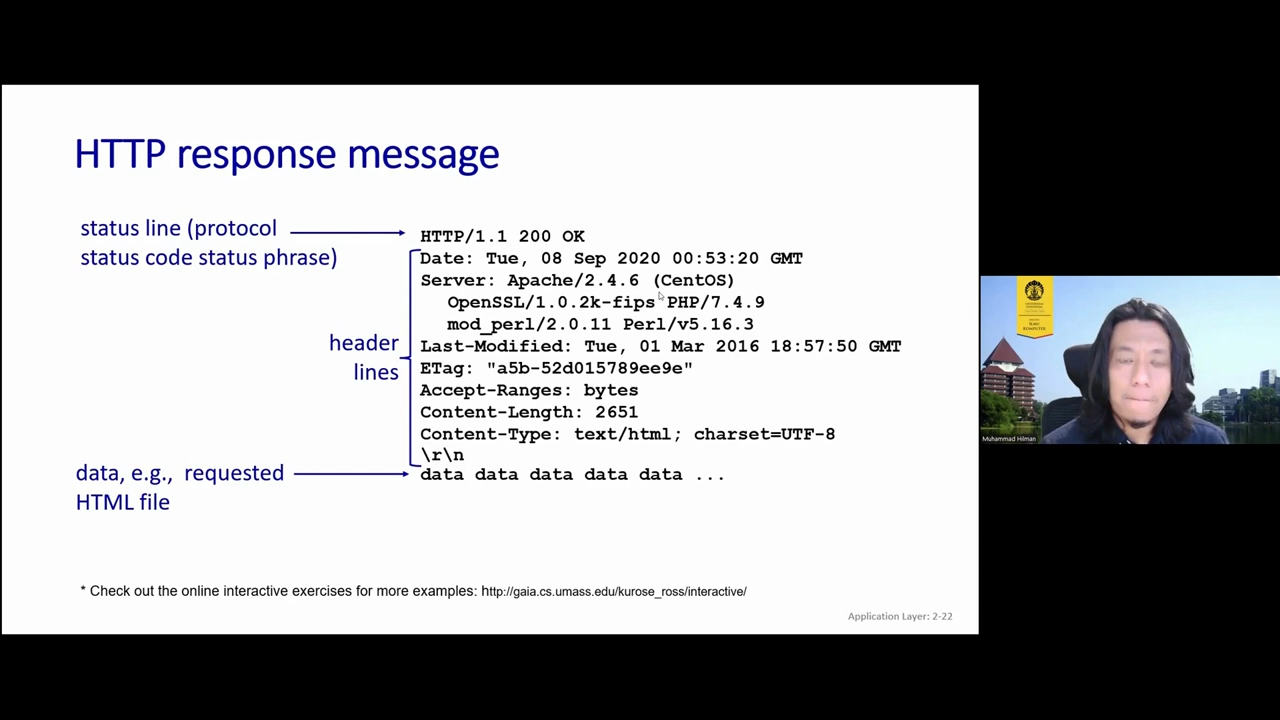 HTTP response message
status line (protocol
status code status phrase)
HTTP/1.1 200 OK
Date: Tue, 08 Sep 2020 00:53:20 GMT
Server: Apache/2.4.6 (CentOS)
OpenSSL/1.0.2k-fips PHP/7.4.9
mod_perl/2.0.11 Perl/v5.16.3
Last-Modified: Tue, 01 Mar 2016 18:57:50 GMT
ETag: "a5b-52d015789ee9e"
Accept-Ranges: bytes
Content-Length: 2651
Content-Type: text/html; charset=UTF-8
\r\n
header
lines
data, e.g., requested
HTML file
data data data data data ...
* Check out the online interactive exercises for more examples: http://gaia.cs.umass.edu/kurose_ross/interactive/
Application Layer: 2-22
ILMU
KOMPUTER
Muhammad Hilman